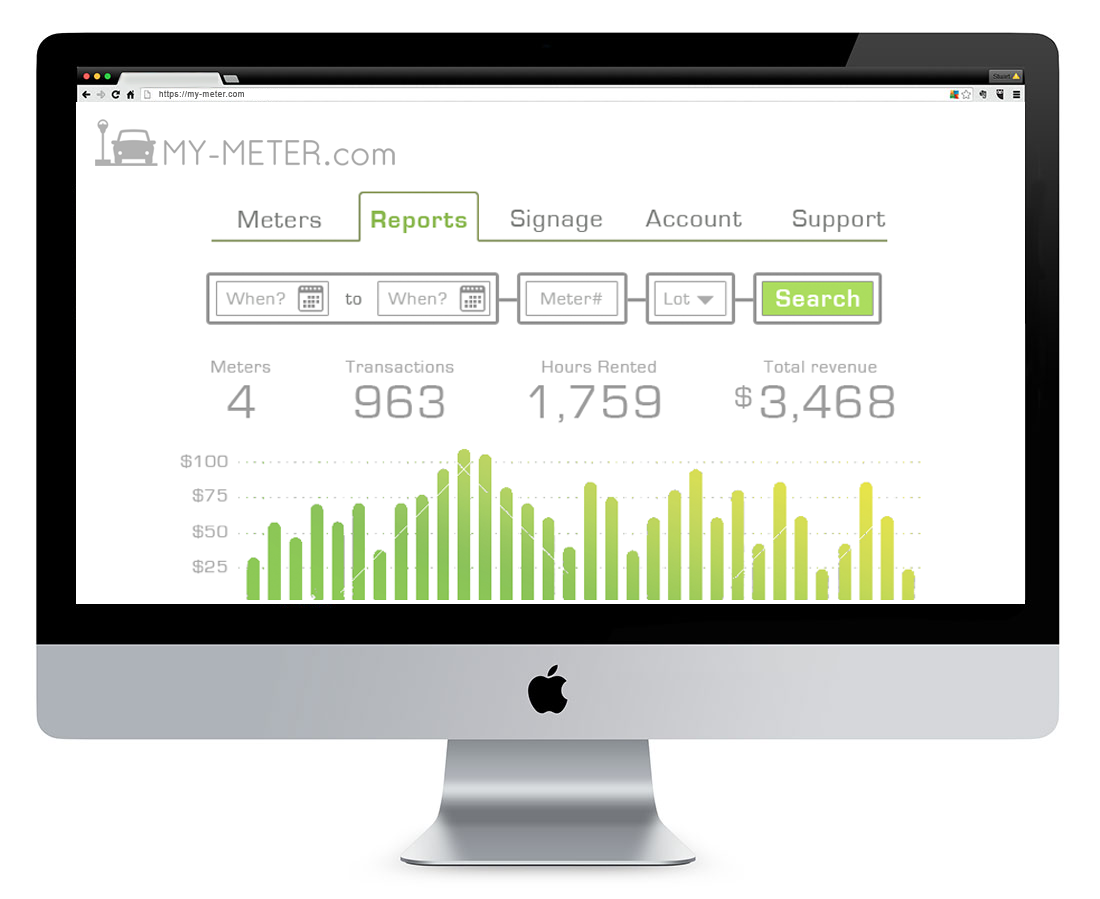 Stuart
https://my-meter.com
MY-METER.com
Meters Reports Signage Account Support
When? to When? Meter# Lot Search
Meters Transactions Hours Rented Total revenue
4 963 1,759 $3,468
$100
$75
$50
$25